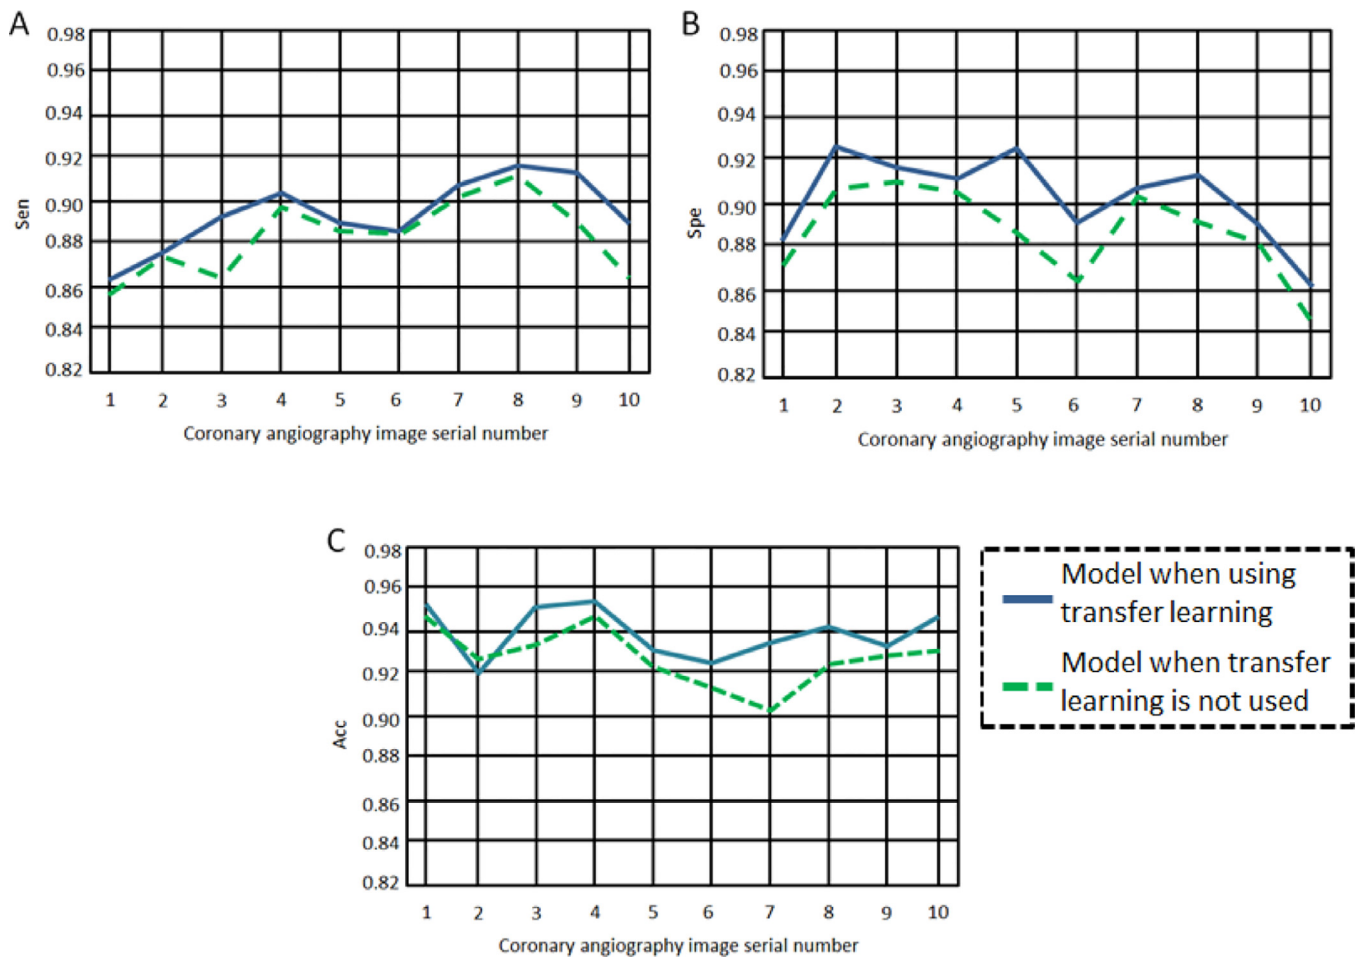 A
0.98
0.96
0.94
0.92
0.90
0.88
0.86
0.84
0.82
Sen
1 2 3 4 5 6 7 8 9 10
Coronary angiography image serial number
B
0.98
0.96
0.94
0.92
0.90
0.88
0.86
0.84
0.82
Spe
1 2 3 4 5 6 7 8 9 10
Coronary angiography image serial number
C
0.98
0.96
0.94
0.92
0.90
0.88
0.86
0.84
0.82
Acc
1 2 3 4 5 6 7 8 9 10
Coronary angiography image serial number
Model when using
transfer learning
Model when transfer
learning is not used